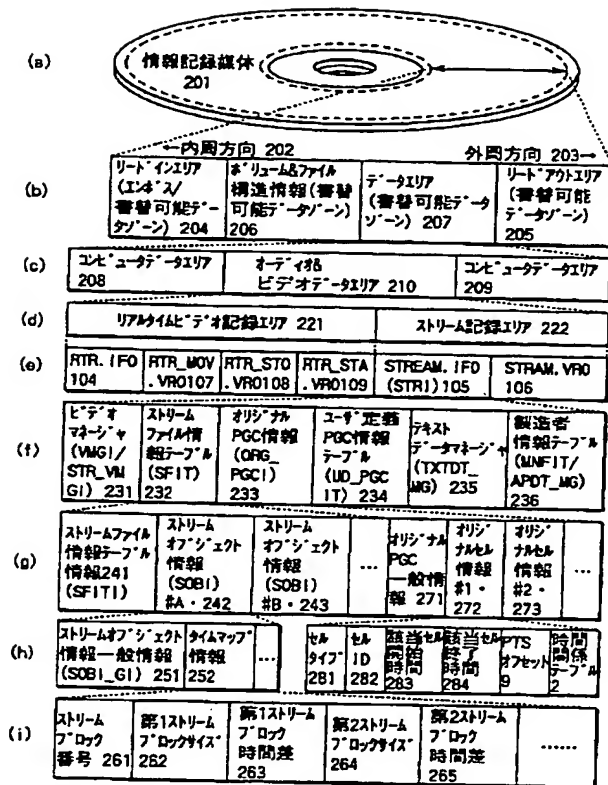 (a)
情報記録媒体
201
←内周方向 202
外周方向 203→
(b)
リードインエリア
(エンボス/
書替可能デー
タゾーン) 204
ボリューム&ファイル
構造情報(書替
可能データゾーン)
206
データエリア
(書替可能データ
ゾーン) 207
リードアウトエリア
(書替可能
データゾーン)
205
(c)
コンピュータデータエリア
208
オーディオ&
ビデオデータエリア 210
コンピュータデータエリア
209
(d)
リアルタイムビデオ記録エリア 221
ストリーム記録エリア 222
(e)
RTR.IFO
104
RTR_MOV
.VRO107
RTR_STO
.VRO108
RTR_STA
.VRO109
STREAM.IFO
(STRI)105
STRAM.VRO
106
(f)
ビデオ
マネージャ
(VMGI/
STR_VM
GI) 231
ストリーム
ファイル情
報テーブル
(SFIT)
232
オリジナル
PGC情報
(ORG_
PGCI)
233
ユーザ定義
PGC情報
テーブル
(UD_PGC
IT) 234
テキスト
データマネージャ
(TXTDT_
MG) 235
製造者
情報テーブル
(MNFIT/
APDT_MG)
236
(g)
ストリームファイル
情報テーブル
情報241
(SFITI)
ストリーム
オブジェクト
情報
(SOBI)
#A・242
ストリーム
オブジェクト
情報
(SOBI)
#B・243
…
オリジナル
PGC
一般情
報 271
オリジ
ナルセル
情報
#1・
272
オリジ
ナルセル
情報
#2・
273
…
(h)
ストリームオブジェクト
情報一般情報
(SOBI_GI) 251
タイムマップ
情報
252
…
セル
タイプ
281
セル
ID
282
該当セル
開始
時間
283
該当セル
終了
時間
284
PTS
オフセット
9
時間
関係
テーブル
2
(i)
ストリーム
ブロック
番号 261
第1ストリーム
ブロックサイズ
262
第1ストリーム
ブロック
時間差
263
第2ストリーム
ブロックサイズ
264
第2ストリーム
ブロック
時間差
265
……